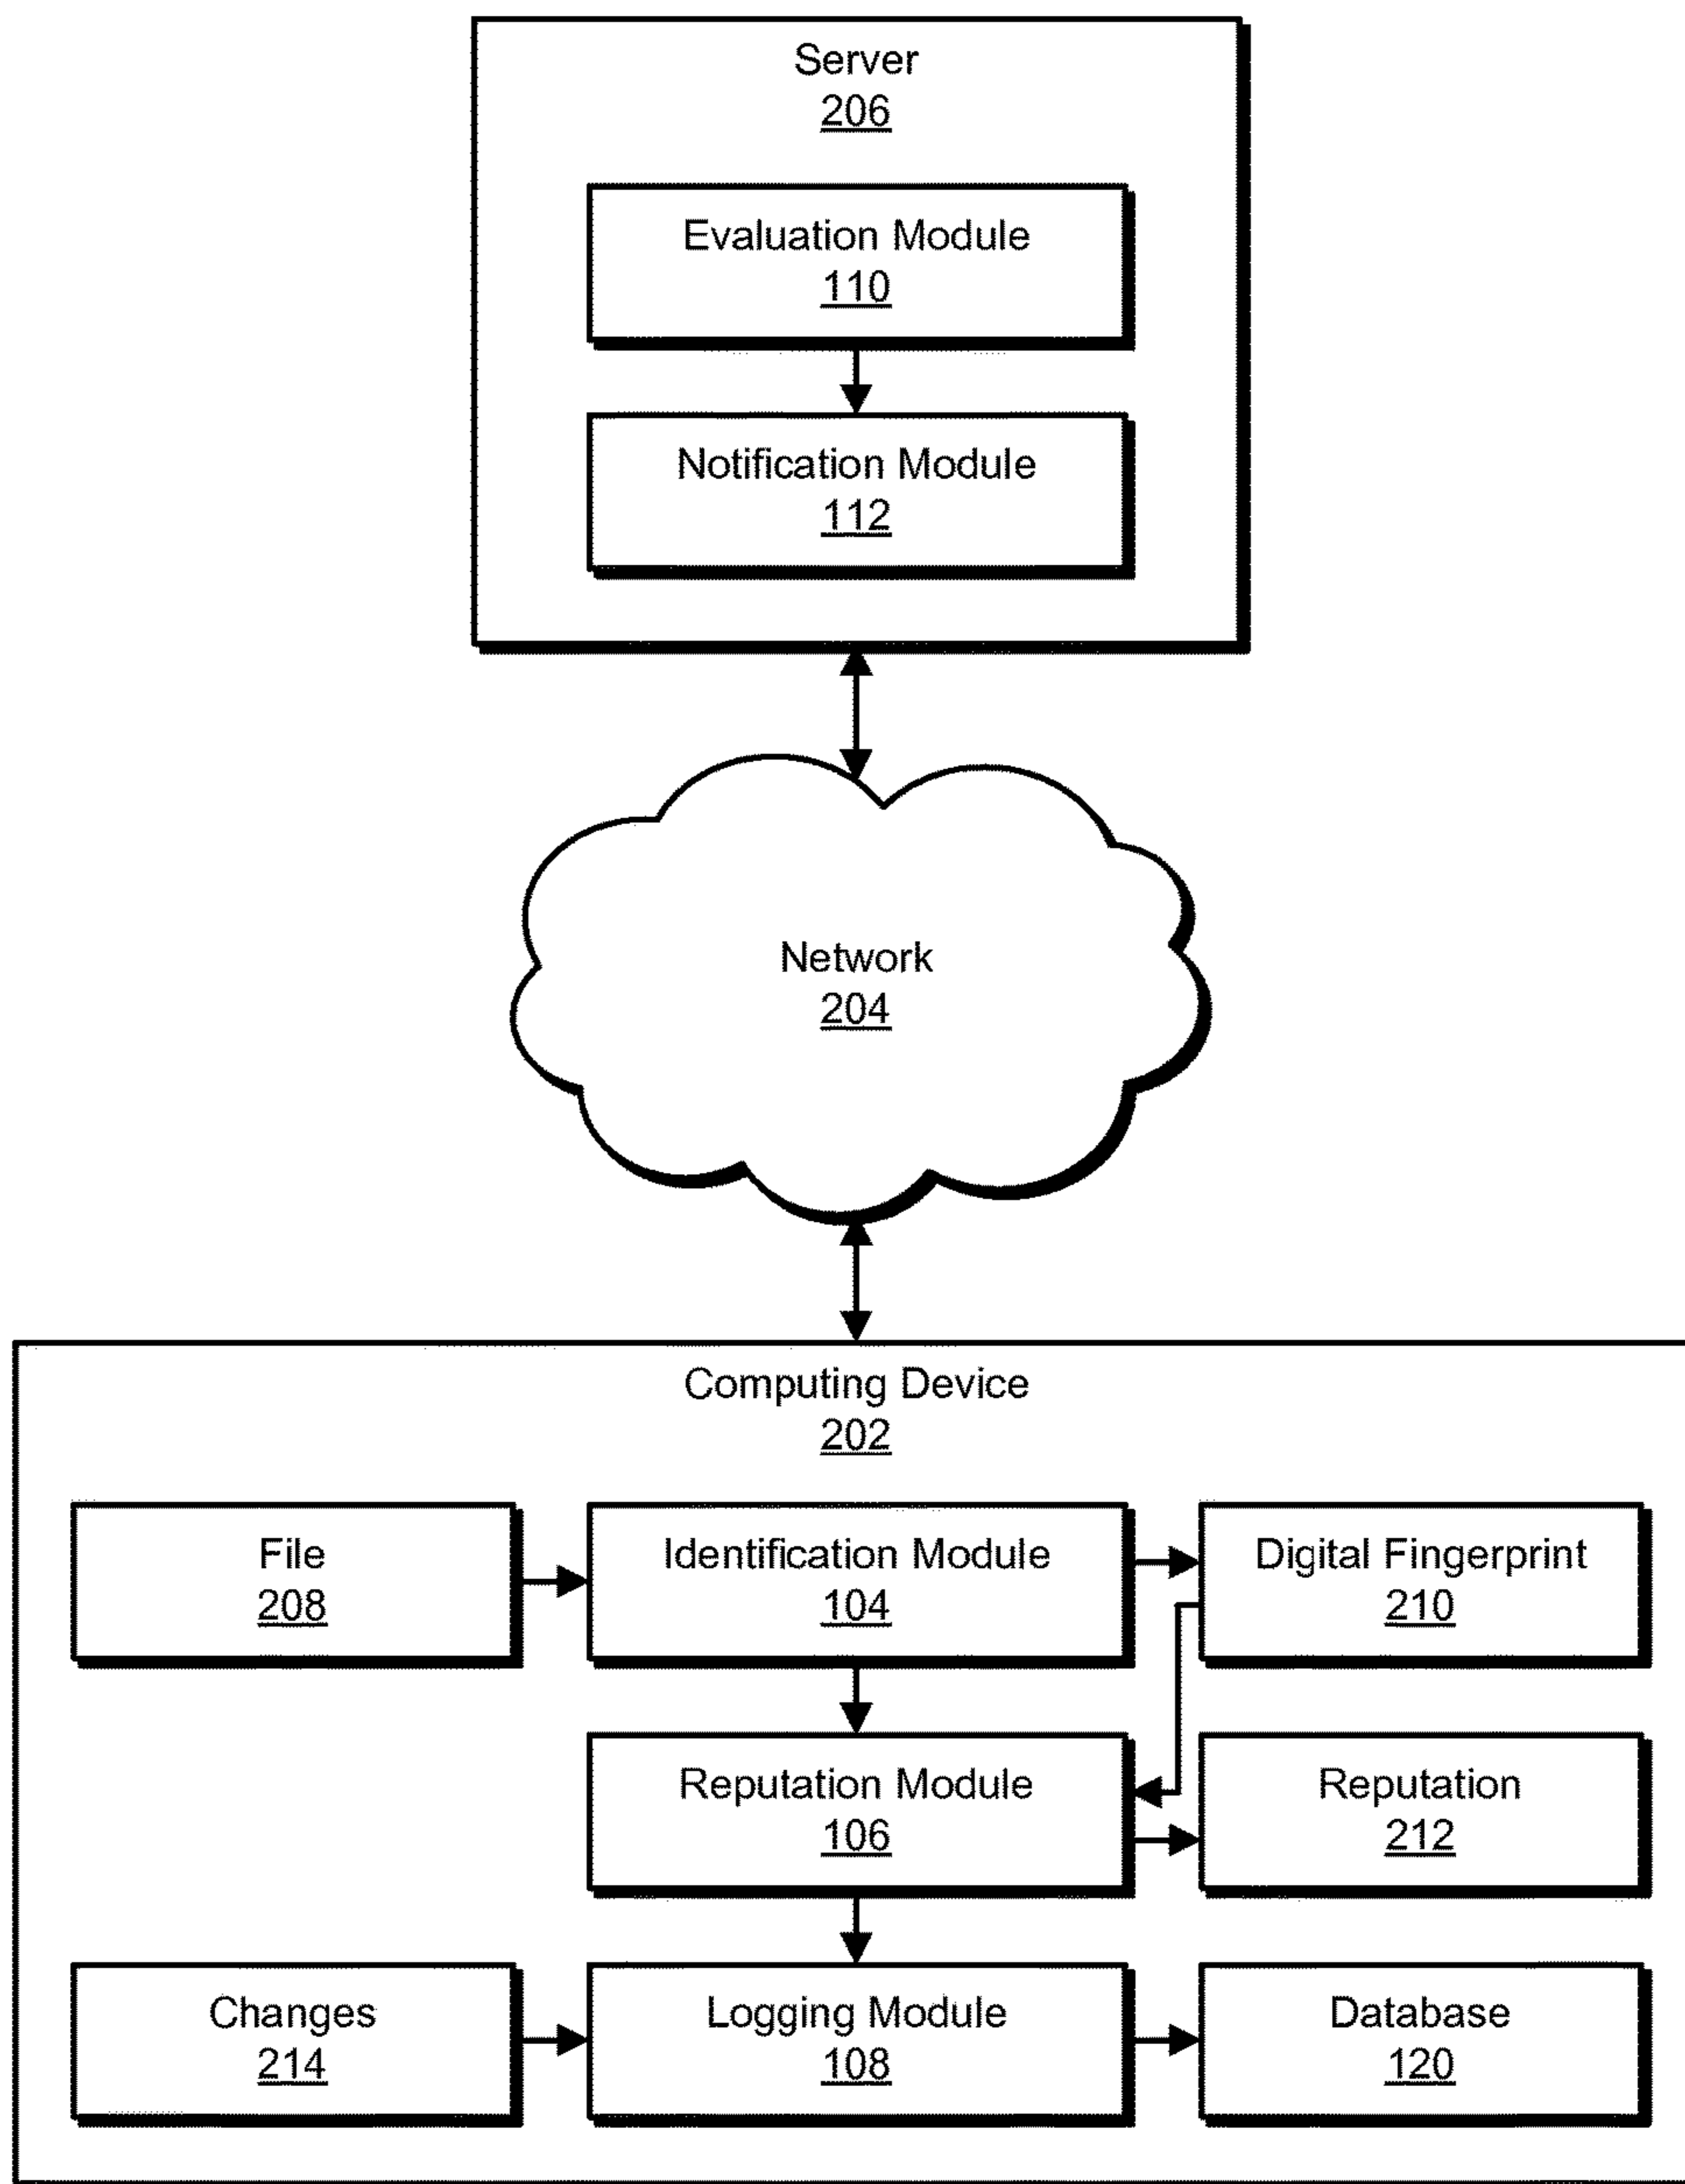 Server
206
Evaluation Module
110
Notification Module
112
Network
204
Computing Device
202
File
208
Identification Module
104
Digital Fingerprint
210
Reputation Module
106
Reputation
212
Changes
214
Logging Module
108
Database
120